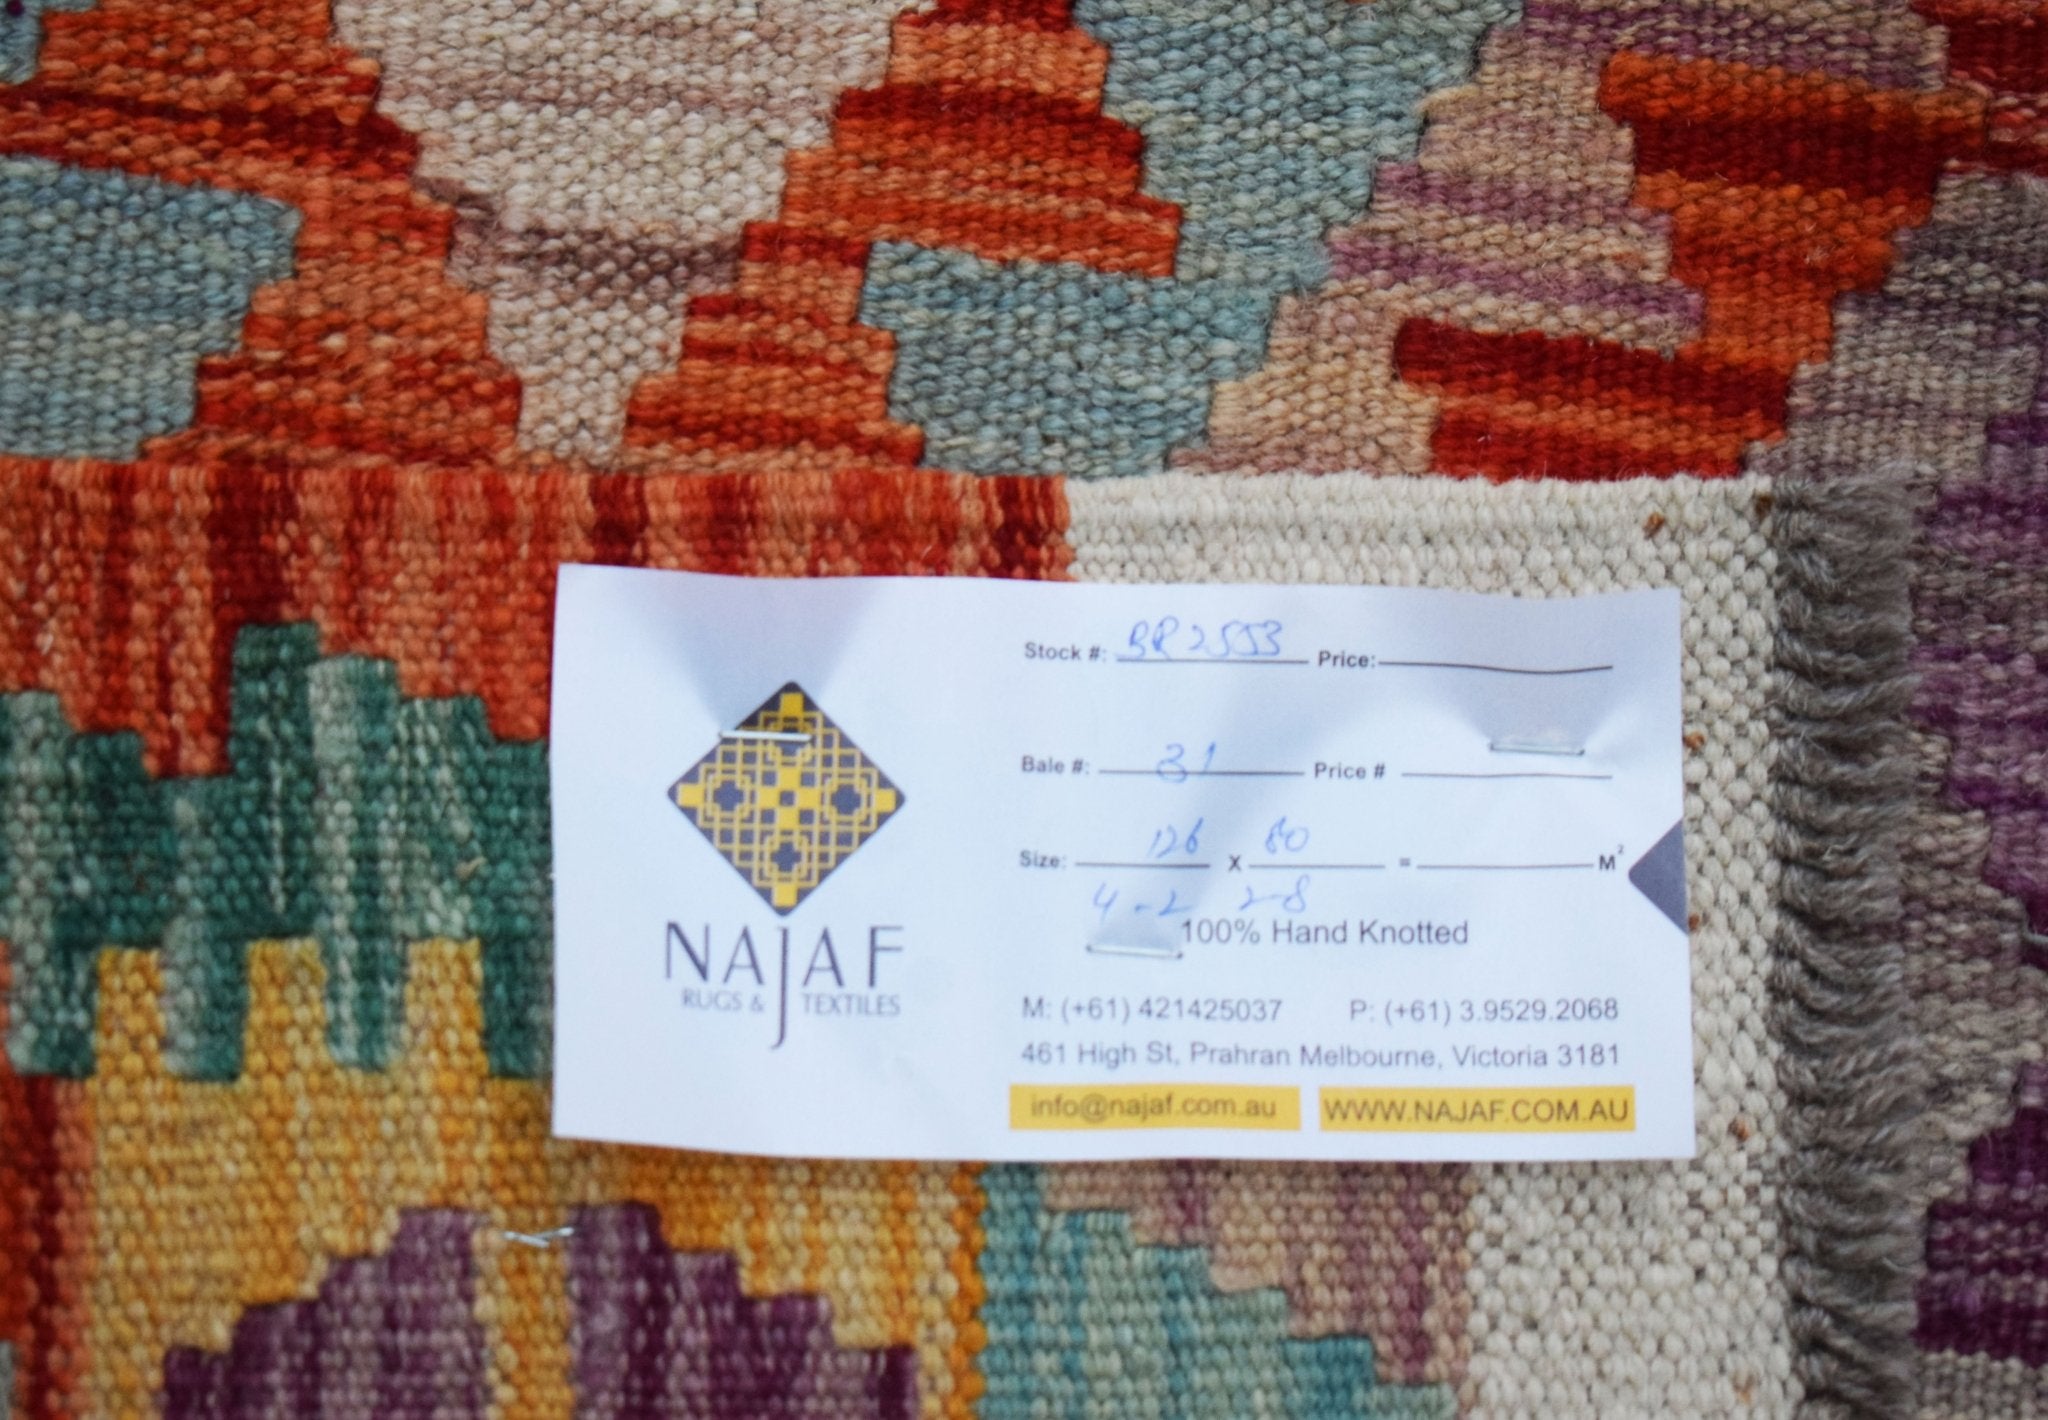 NAJAF
RUGS & TEXTILES
Stock #: BR2553 Price:
Bale #: 31 Price #
Size: 126 X 80 = M²
4-2 2-8
100% Hand Knotted
M: (+61) 421425037 P: (+61) 3.9529.2068
461 High St, Prahran Melbourne, Victoria 3181
info@najaf.com.au WWW.NAJAF.COM.AU